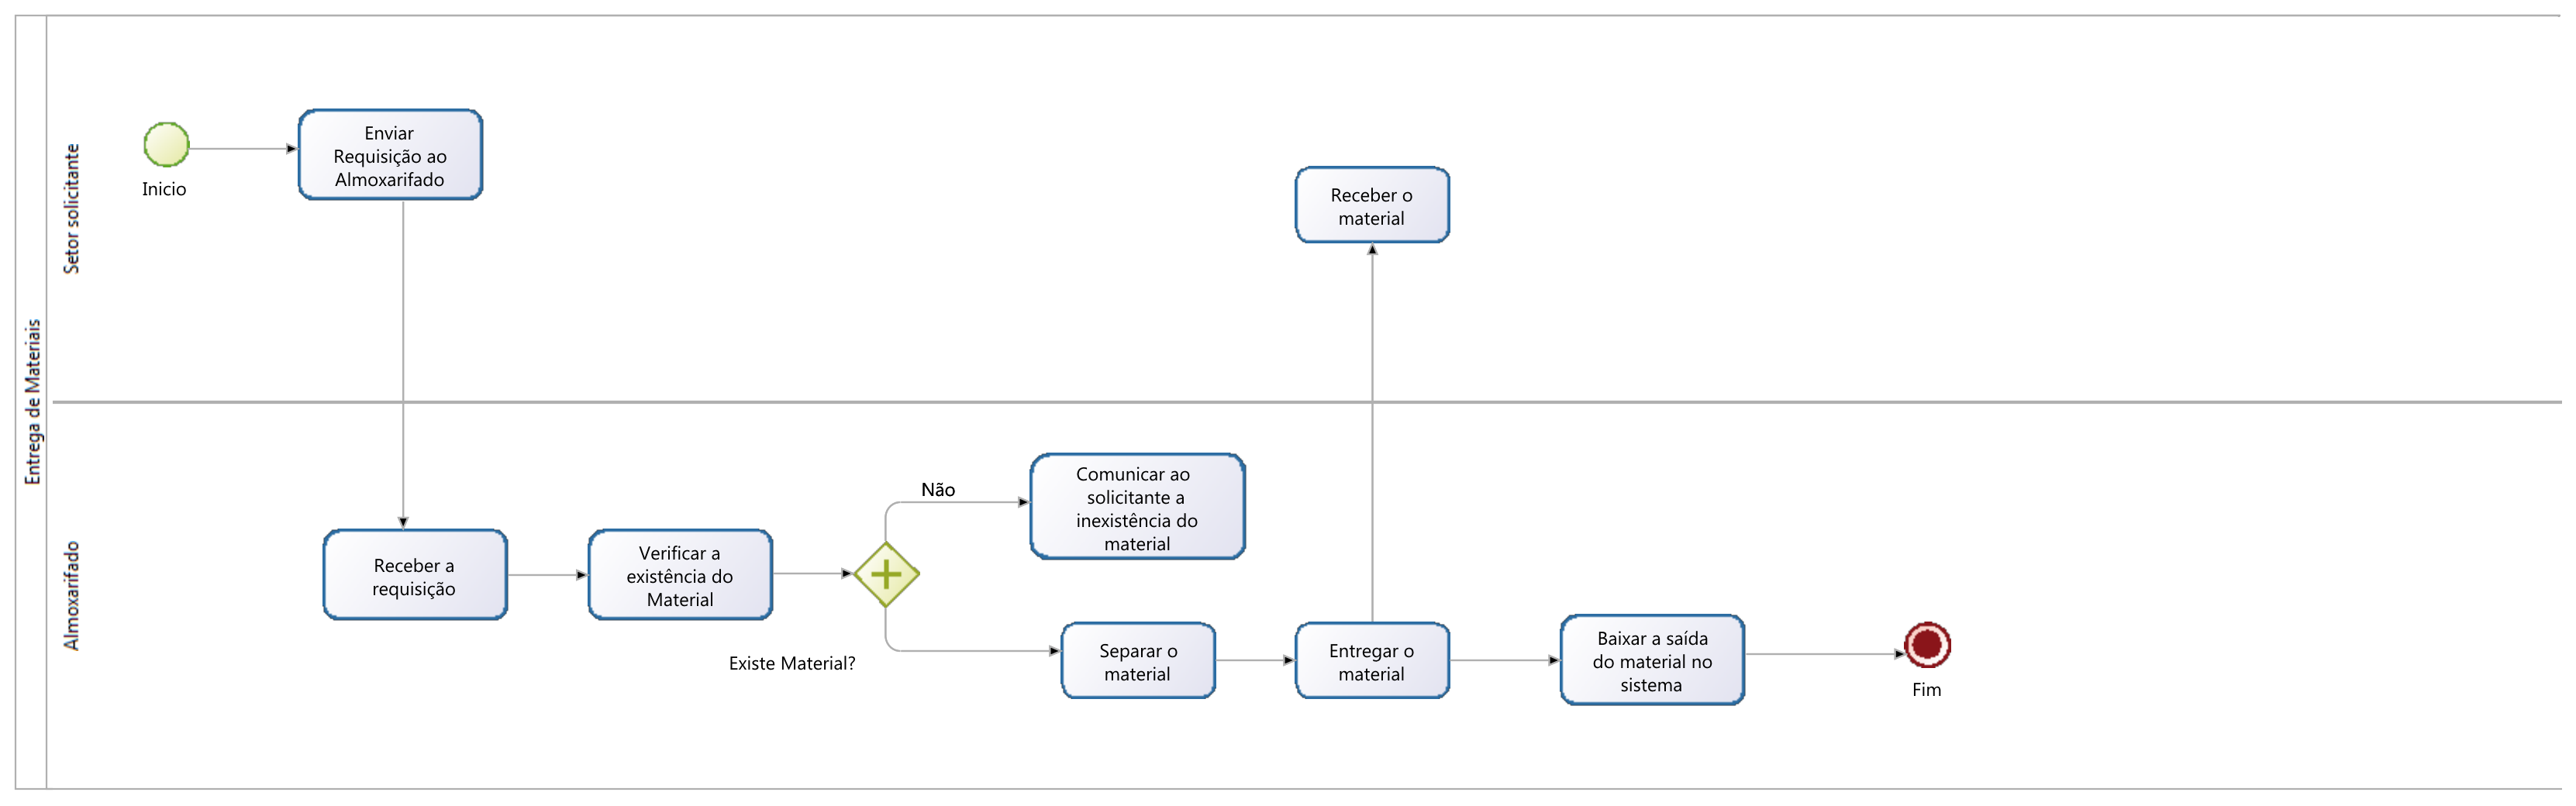 Entrega de Materiais
Setor solicitante
Inicio
Enviar
Requisição ao
Almoxarifado
Receber o
material
Almoxarifado
Receber a
requisição
Verificar a
existência do
Material
Existe Material?
Não
Comunicar ao
solicitante a
inexistência do
material
Separar o
material
Entregar o
material
Baixar a saída
do material no
sistema
Fim